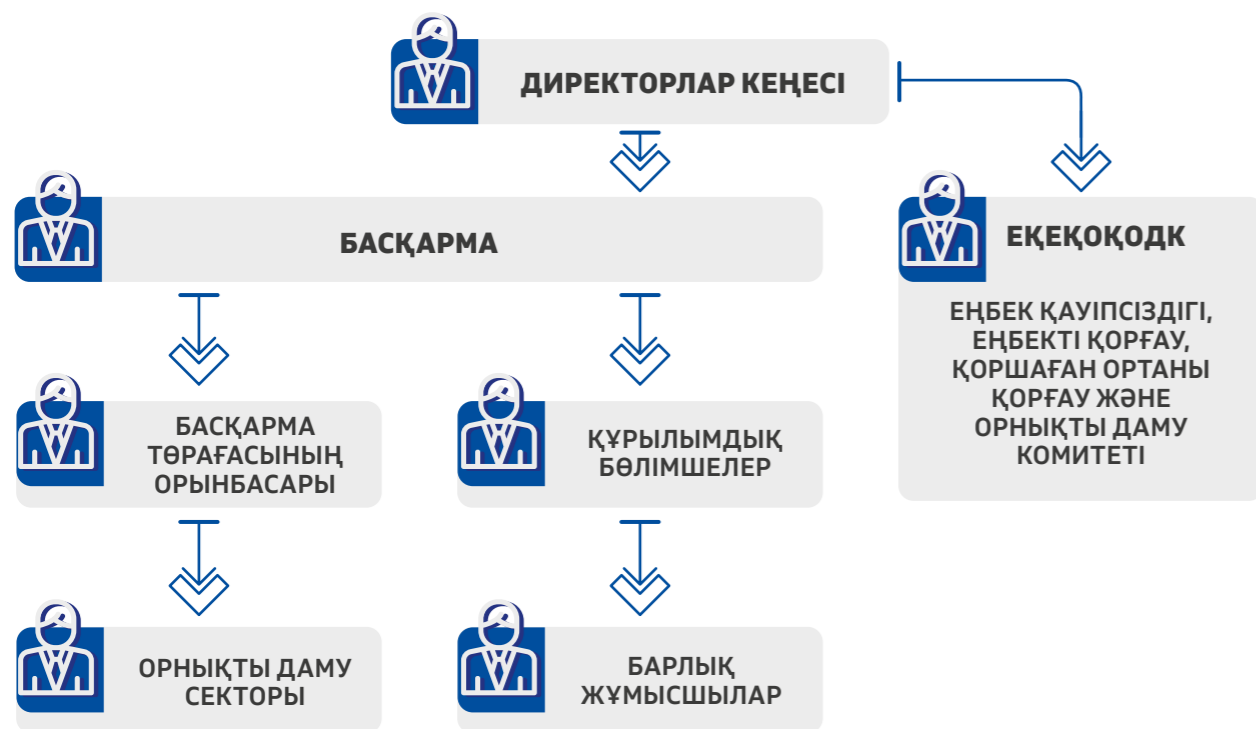 ДИРЕКТОРЛАР КЕҢЕСІ
БАСҚАРМА
ЕҚЕҚОҚОДК
ЕҢБЕК ҚАУІПСІЗДІГІ,
ЕҢБЕКТІ ҚОРҒАУ,
ҚОРШАҒАН ОРТАНЫ
ҚОРҒАУ ЖӘНЕ
ОРНЫҚТЫ ДАМУ
КОМИТЕТІ
БАСҚАРМА
ТӨРАҒАСЫНЫҢ
ОРЫНБАСАРЫ
ҚҰРЫЛЫМДЫҚ
БӨЛІМШЕЛЕР
ОРНЫҚТЫ ДАМУ
СЕКТОРЫ
БАРЛЫҚ
ЖҰМЫСШЫЛАР